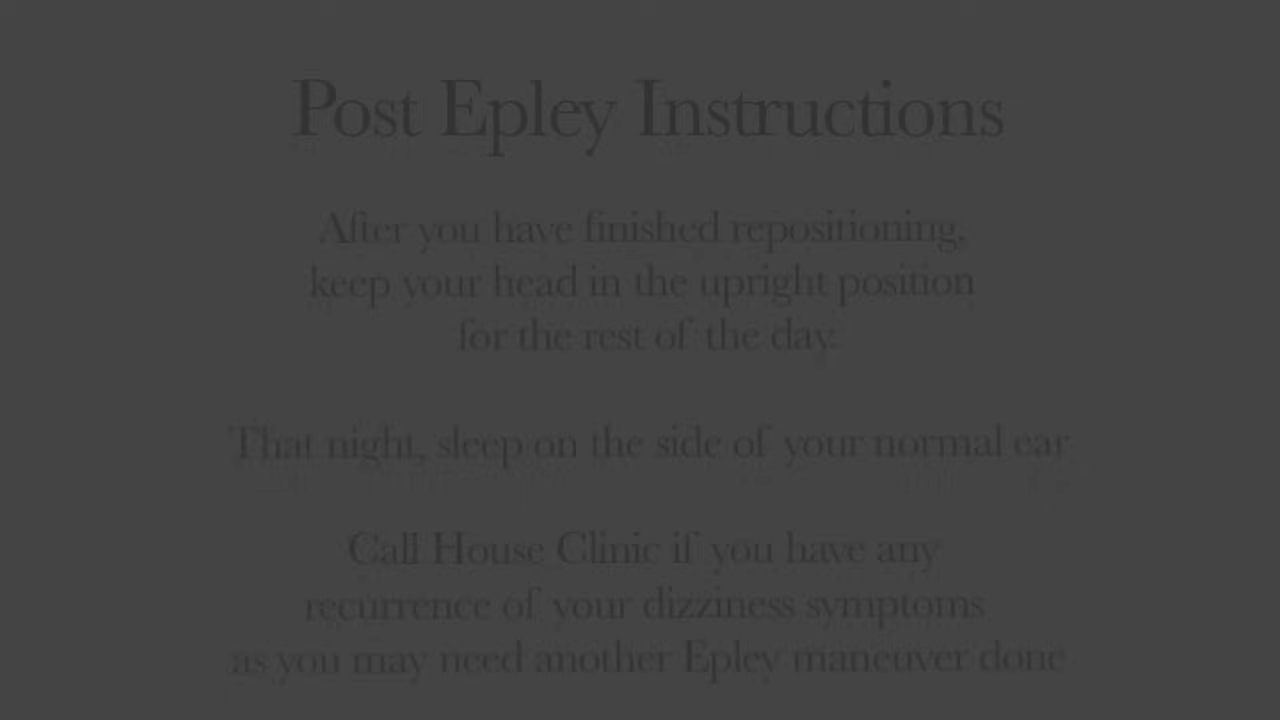 Post Epley Instructions
After you have finished repositioning,
keep your head in the upright position
for the rest of the day.
That night, sleep on the side of your normal ear
Call House Clinic if you have any
recurrence of your dizziness symptoms
as you may need another Epley maneuver done